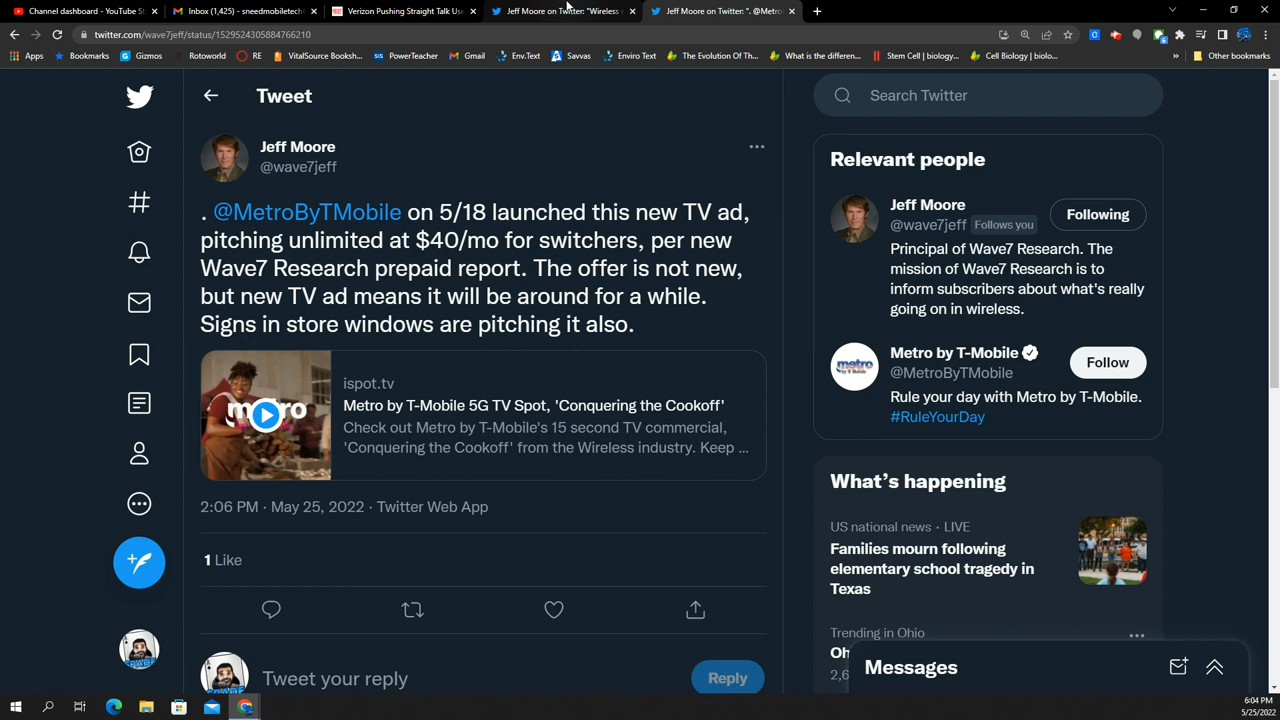 Channel dashboard - YouTube St
Inbox (1,425) - sneedmobiletech@
Verizon Pushing Straight Talk Use
Jeff Moore on Twitter: "Wireless r
Jeff Moore on Twitter: ". @Metro
twitter.com/wave7jeff/status/1529524305884766210
Apps
Bookmarks
Gizmos
Rotoworld
RE
VitalSource Booksh...
PowerTeacher
Gmail
Env.Text
Savvas
Enviro Text
The Evolution Of Th...
What is the differen...
Stem Cell | biology...
Cell Biology | biolo...
Other bookmarks
Tweet
Search Twitter
Jeff Moore
@wave7jeff
. @MetroByTMobile on 5/18 launched this new TV ad,
pitching unlimited at $40/mo for switchers, per new
Wave7 Research prepaid report. The offer is not new,
but new TV ad means it will be around for a while.
Signs in store windows are pitching it also.
metro
ispot.tv
Metro by T-Mobile 5G TV Spot, 'Conquering the Cookoff'
Check out Metro by T-Mobile's 15 second TV commercial,
'Conquering the Cookoff' from the Wireless industry. Keep ...
2:06 PM · May 25, 2022 · Twitter Web App
1 Like
Tweet your reply
Reply
Relevant people
Jeff Moore
@wave7jeff Follows you
Following
Principal of Wave7 Research. The
mission of Wave7 Research is to
inform subscribers about what's really
going on in wireless.
metro
Metro by T-Mobile
@MetroByTMobile
Follow
Rule your day with Metro by T-Mobile.
#RuleYourDay
What's happening
US national news · LIVE
Families mourn following
elementary school tragedy in
Texas
Trending in Ohio
Messages
6:04 PM
5/25/2022